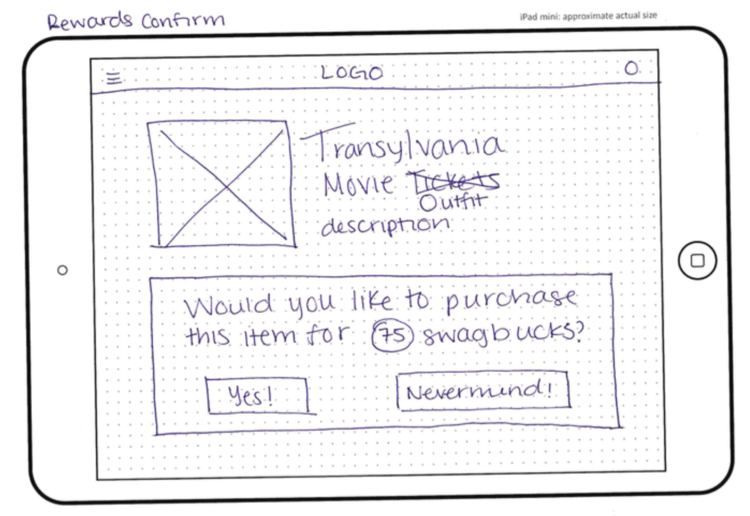 Rewards Confirm
iPad mini: approximate actual size
LOGO
Transylvania
Movie Tickets
Outfit
description
Would you like to purchase
this item for 75 swagbucks?
Yes!
Nevermind!